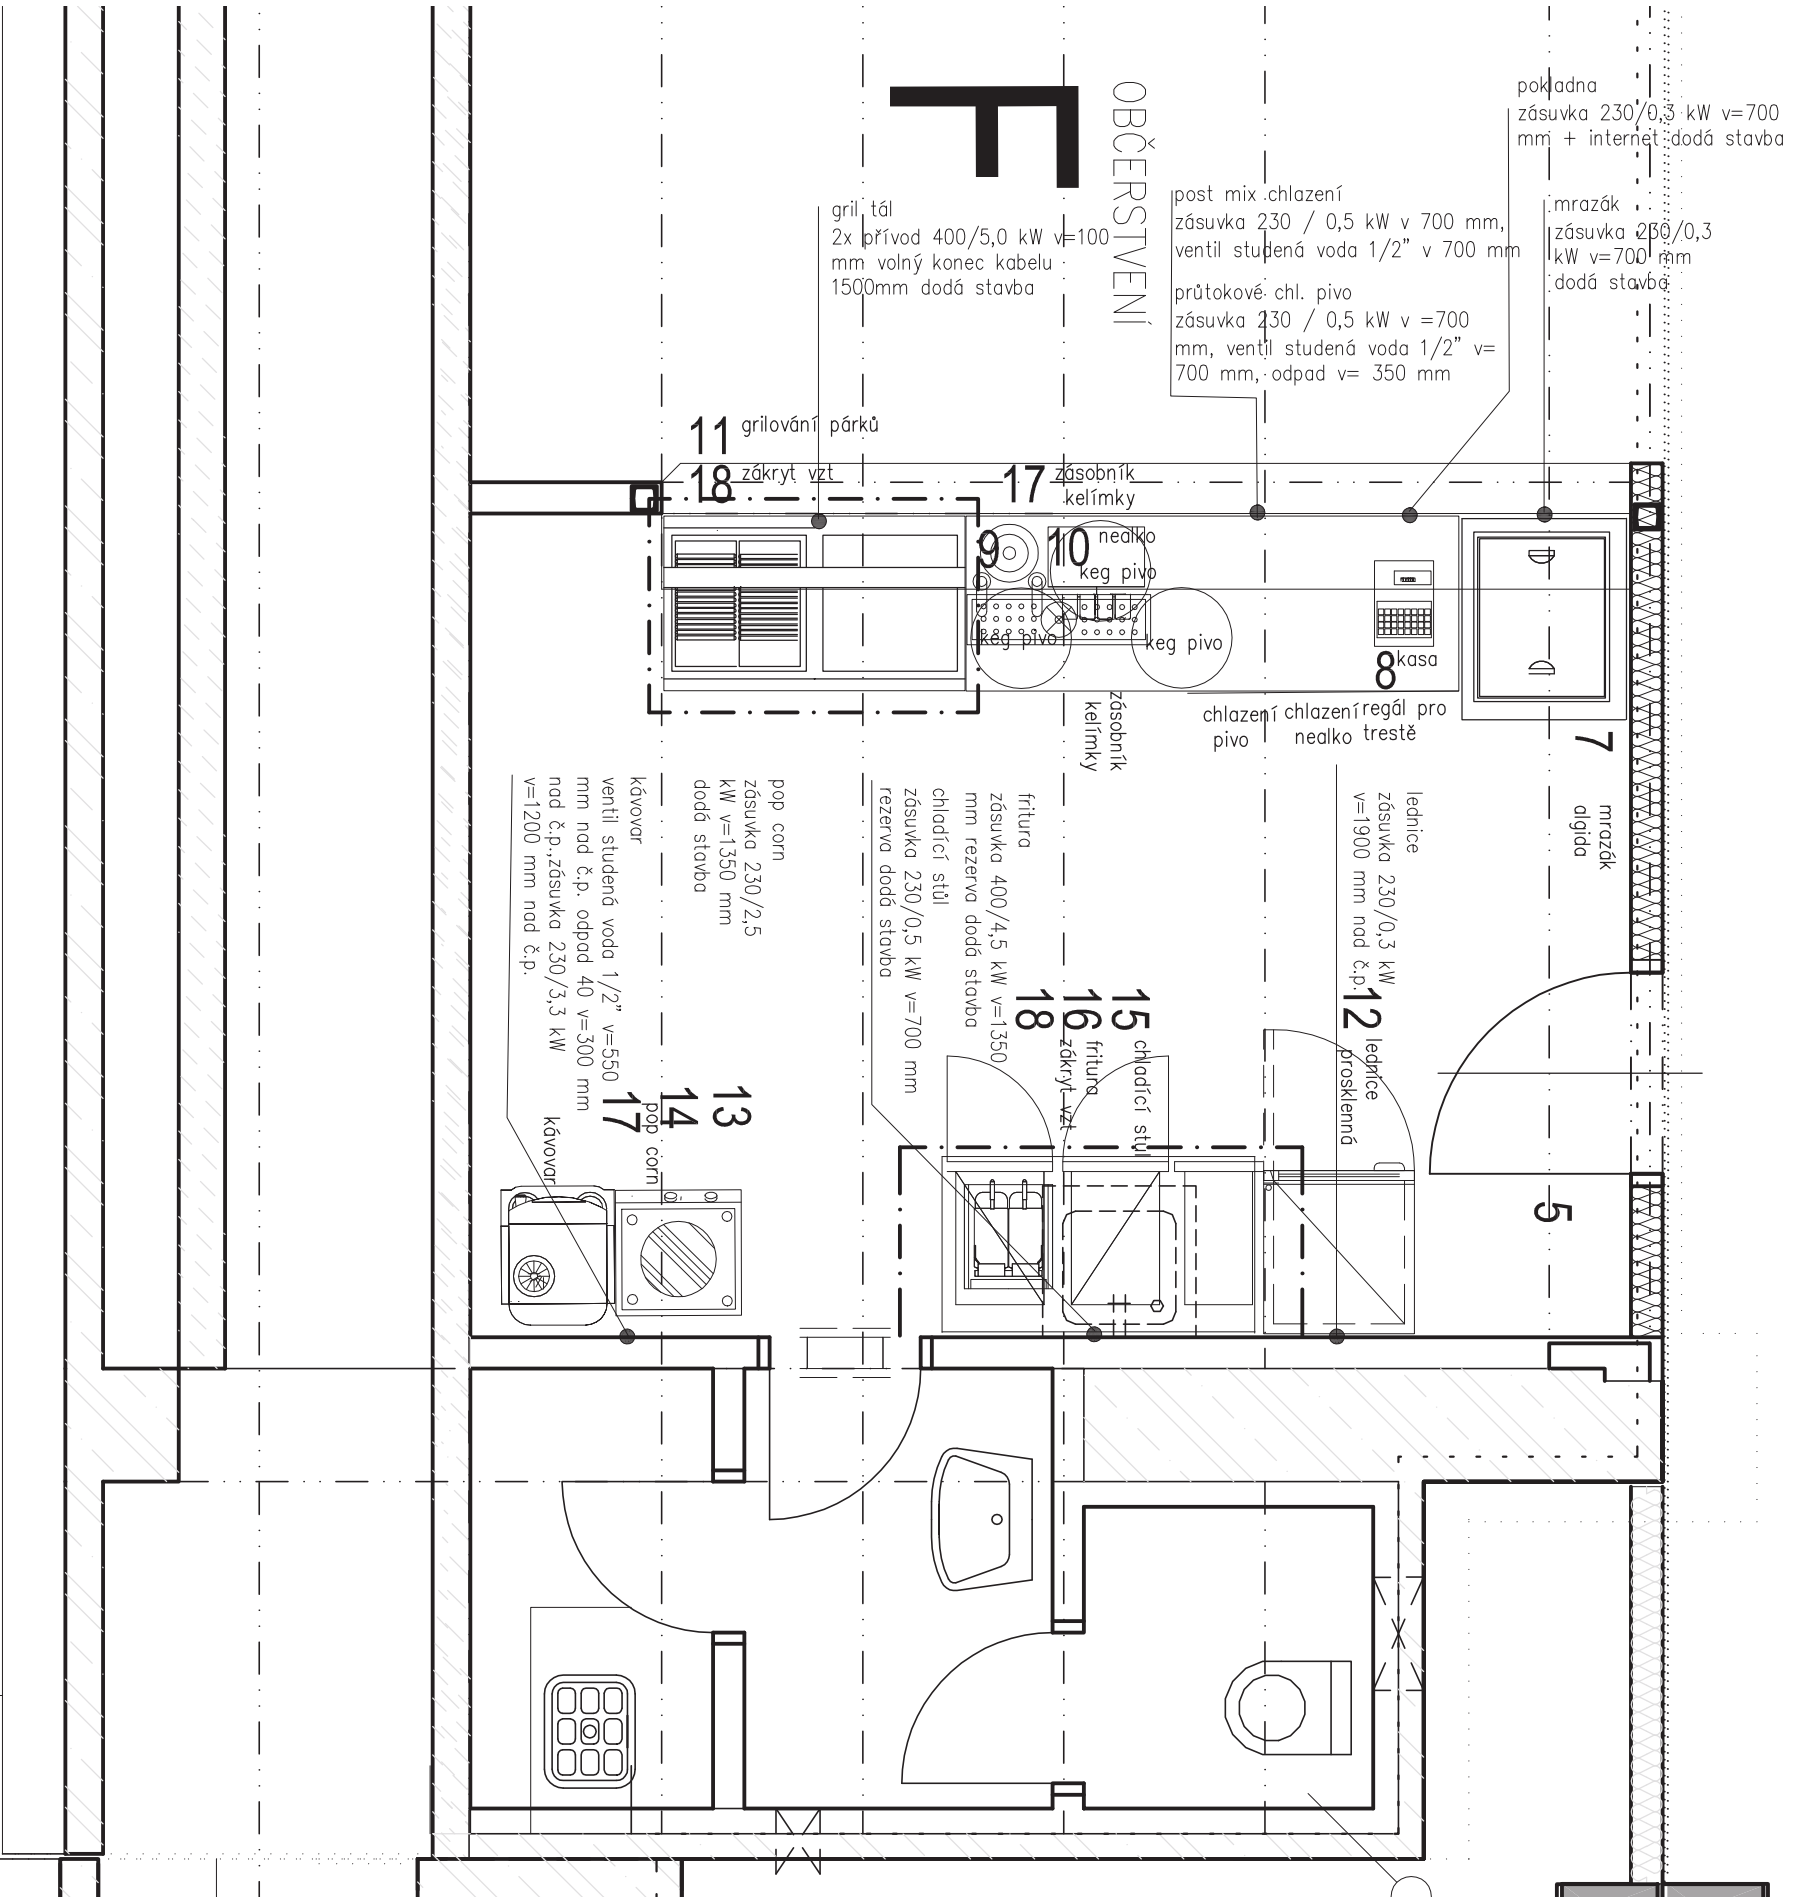 F
OBČERSTVENÍ
pokladna
zásuvka 230/0,3 kW v=700
mm + internet dodá stavba
gril tál
2x přívod 400/5,0 kW v=100
mm volný konec kabelu
1500mm dodá stavba
post mix chlazení
zásuvka 230 / 0,5 kW v 700 mm,
ventil studená voda 1/2" v 700 mm
průtokové chl. pivo
zásuvka 230 / 0,5 kW v =700
mm, ventil studená voda 1/2" v=
700 mm, odpad v= 350 mm
mrazák
zásuvka 230/0,3
kW v=700 mm
dodá stavba
11 grilování párků
18 zákryt vzt
17 zásobník
kelímky
9
10 nealko
keg pivo
keg pivo
keg pivo
8 kasa
zásobník
kelímky
chlazení
pivo
chlazení
nealko
regál pro
trestě
7
mrazák
algida
kávovar
ventil studená voda 1/2" v=550
mm nad č.p. odpad 40 v=300 mm
nad č.p.,zásuvka 230/3,3 kW
v=1200 mm nad č.p.
pop corn
zásuvka 230/2,5
kW v=1350 mm
dodá stavba
fritura
zásuvka 400/4,5 kW v=1350
mm rezerva dodá stavba
chladící stůl
zásuvka 230/0,5 kW v=700 mm
rezerva dodá stavba
lednice
zásuvka 230/0,3 kW
v=1900 mm nad č.p.
12 lednice
prosklenná
15 chladící stul
16 fritura
18 zákryt vzt
13
14 pop corn
17 kávovar
5